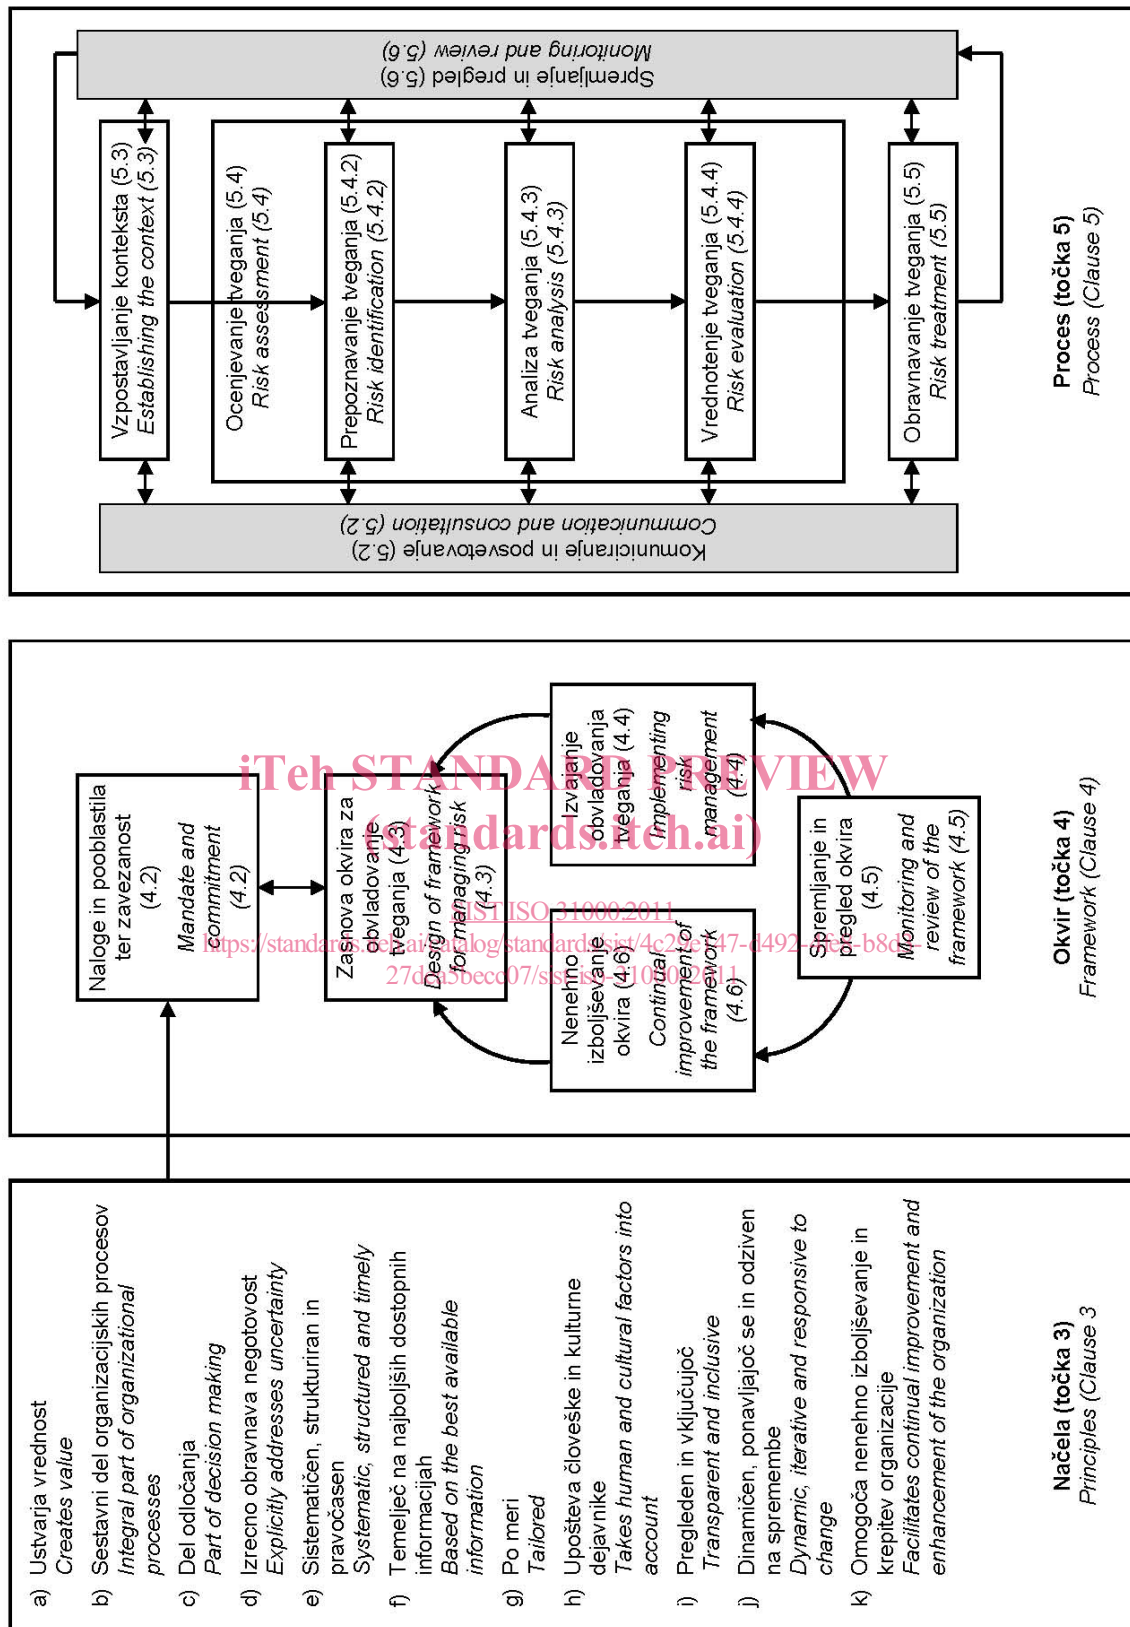 a) Ustvarja vrednost
Creates value
b) Sestavni del organizacijskih procesov
Integral part of organizational
processes
c) Del odločanja
Part of decision making
d) Izrecno obravnava negotovost
Explicitly addresses uncertainty
e) Sistematičen, strukturiran in
pravočasen
Systematic, structured and timely
f) Temelječ na najboljših dostopnih
informacijah
Based on the best available
information
g) Po meri
Tailored
h) Upošteva človeške in kulturne
dejavnike
Takes human and cultural factors into
account
i) Pregleden in vključujoč
Transparent and inclusive
j) Dinamičen, ponavljajoč se in odziven
na spremembe
Dynamic, iterative and responsive to
change
k) Omogoča nenehno izboljševanje in
krepitev organizacije
Facilitates continual improvement and
enhancement of the organization
Načela (točka 3)
Principles (Clause 3
Naloge in pooblastila
ter zavezanost
(4.2)
Mandate and
commitment
(4.2)
Zasnova okvira za
obvladovanje
tveganja (4.3)
Design of framework
for managing risk
(4.3)
Nenehno
izboljševanje
okvira (4.6)
Continual
improvement of
the framework
(4.6)
Izvajanje
obvladovanja
tveganja (4.4)
Implementing
risk
management
(4.4)
Spremljanje in
pregled okvira
(4.5)
Monitoring and
review of the
framework (4.5)
Okvir (točka 4)
Framework (Clause 4)
Komuniciranje in posvetovanje (5.2)
Communication and consultation (5.2)
Vzpostavljanje konteksta (5.3)
Establishing the context (5.3)
Ocenjevanje tveganja (5.4)
Risk assessment (5.4)
Prepoznavanje tveganja (5.4.2)
Risk identification (5.4.2)
Analiza tveganja (5.4.3)
Risk analysis (5.4.3)
Vrednotenje tveganja (5.4.4)
Risk evaluation (5.4.4)
Obravnavanje tveganja (5.5)
Risk treatment (5.5)
Spremljanje in pregled (5.6)
Monitoring and review (5.6)
Proces (točka 5)
Process (Clause 5)
iTeh STANDARD PREVIEW
(standards.iteh.ai)
SIST ISO 31000:2011